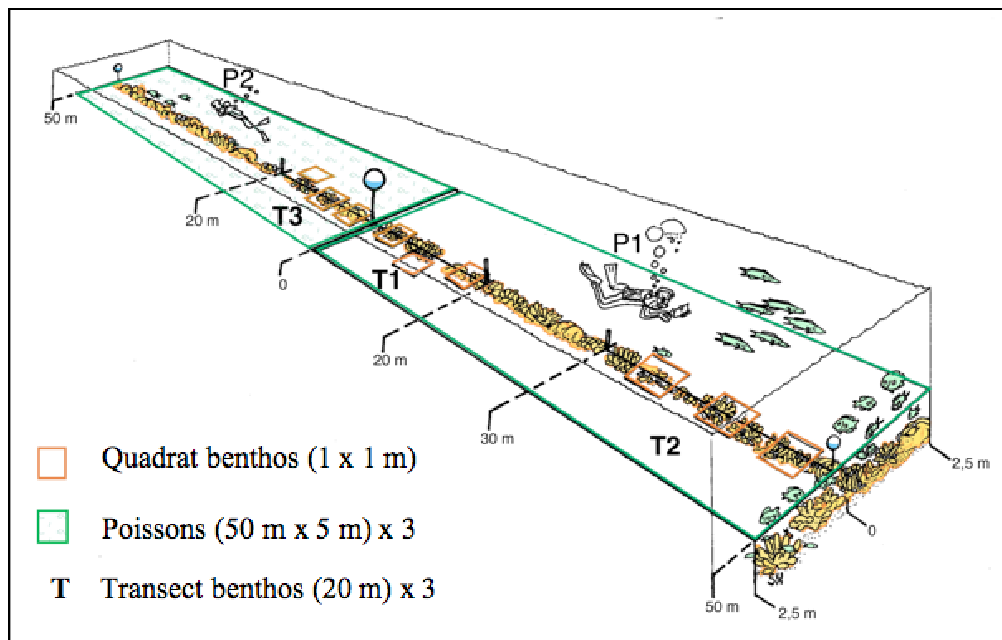 P2
50 m
20 m
T3
0
P1
T1
20 m
30 m
T2
2,5 m
0
50 m
2,5 m
Quadrat benthos (1 x 1 m)
Poissons (50 m x 5 m) x 3
T Transect benthos (20 m) x 3